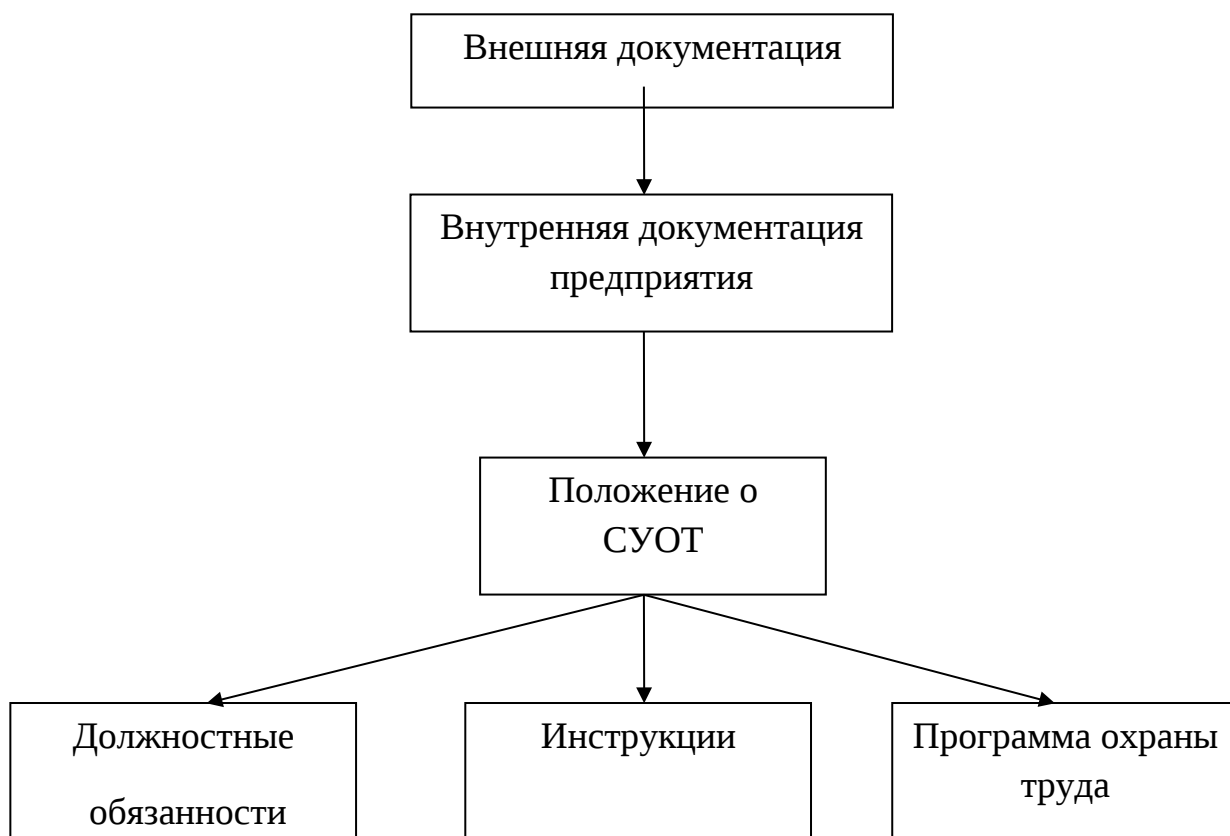 Внешняя документация
Внутренняя документация
предприятия
Положение о
СУОТ
Должностные
обязанности
Инструкции
Программа охраны
труда